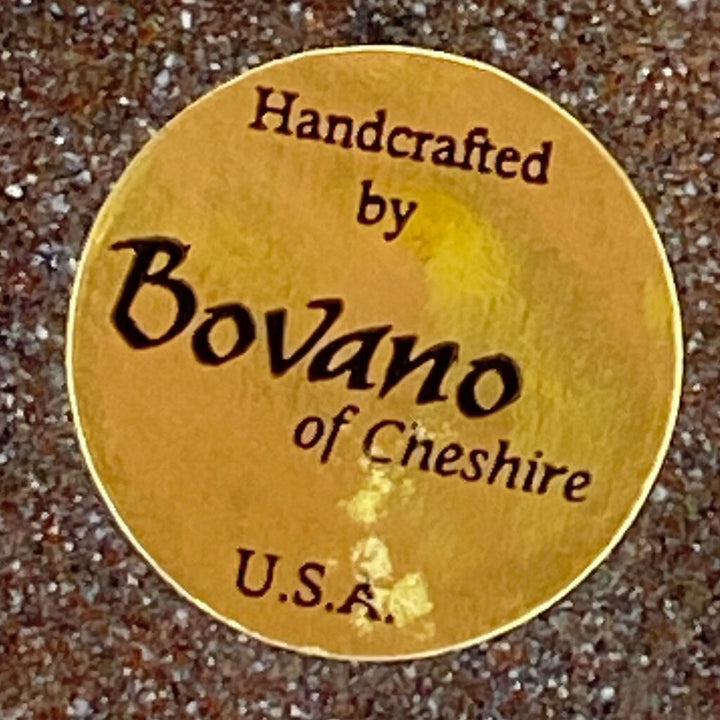 Handcrafted
by
Bovano
of Cheshire
U.S.A.